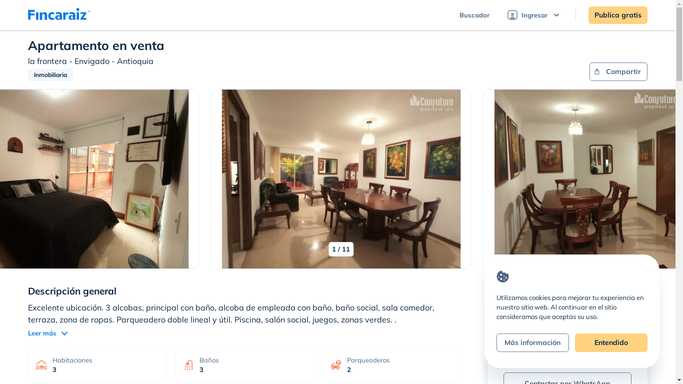 Fincaraiz
Buscador
Ingresar
Publica gratis
Apartamento en venta
la frontera - Envigado - Antioquia
Inmobiliaria
Compartir
1 / 11
Descripción general
Excelente ubicación. 3 alcobas, principal con baño, alcoba de empleada con baño, baño social, sala comedor,
terraza, zona de ropas. Parqueadero doble lineal y útil. Piscina, salón social, juegos, zonas verdes. .
Leer más
Habitaciones
3
Baños
3
Parqueaderos
2
Utilizamos cookies para mejorar tu experiencia en
nuestro sitio web. Al continuar en el sitio
consideramos que aceptas su uso.
Más información
Entendido
Contactar por WhatsApp